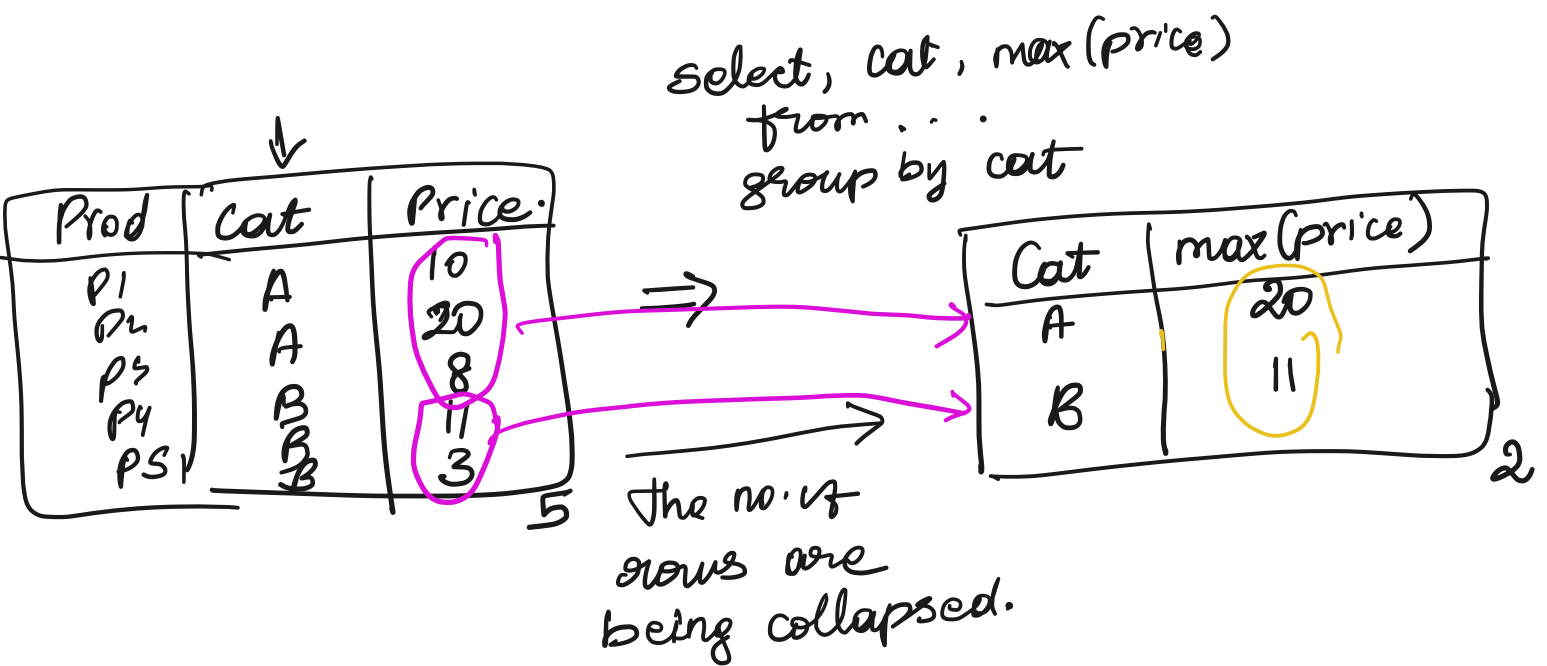 select, cat, max(price)
from . . .
group by cat
Prod Cat Price.
P1 A 10
P2 A 20
P3 B 8
P4 B 11
P5 B 3
5
Cat max(price)
A 20
B 11
2
The no. of
rows are
being collapsed.